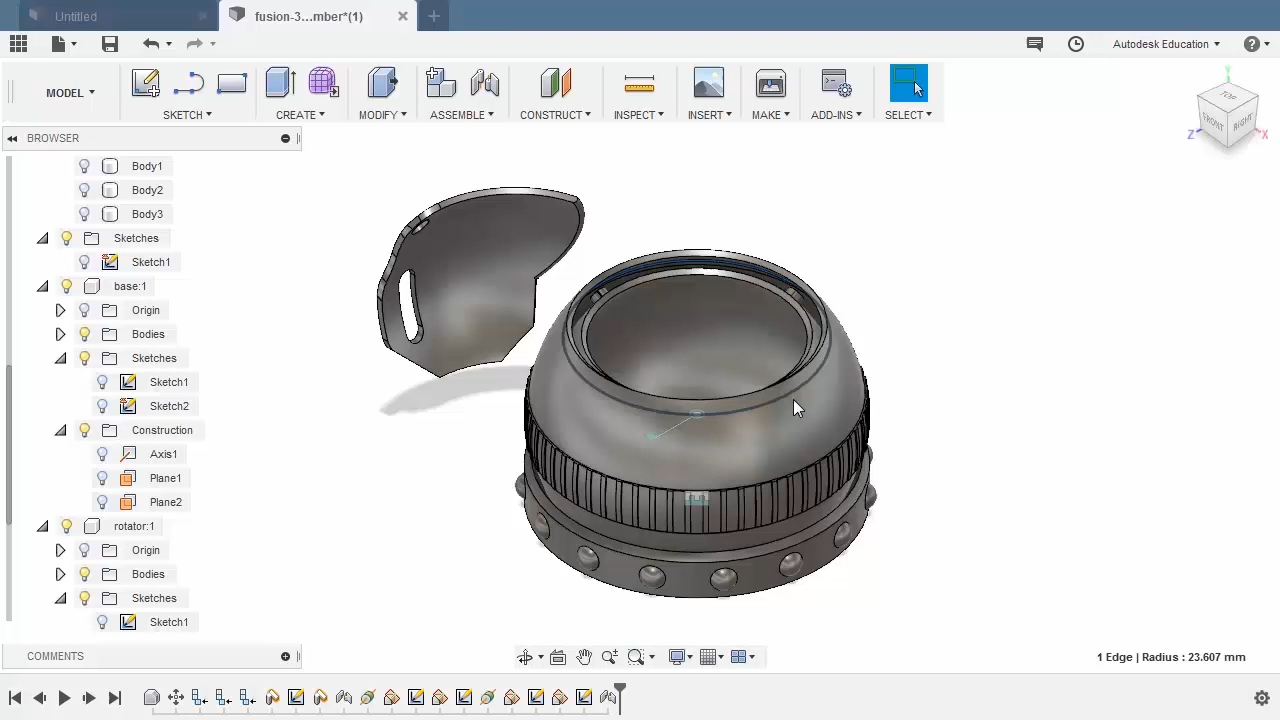 Untitled
fusion-3...mber*(1)
Autodesk Education
MODEL
SKETCH
CREATE
MODIFY
ASSEMBLE
CONSTRUCT
INSPECT
INSERT
MAKE
ADD-INS
SELECT
TOP
FRONT
RIGHT
Y
Z
X
BROWSER
Body1
Body2
Body3
Sketches
Sketch1
base:1
Origin
Bodies
Sketches
Sketch1
Sketch2
Construction
Axis1
Plane1
Plane2
rotator:1
Origin
Bodies
Sketches
Sketch1
COMMENTS
1 Edge | Radius : 23.607 mm